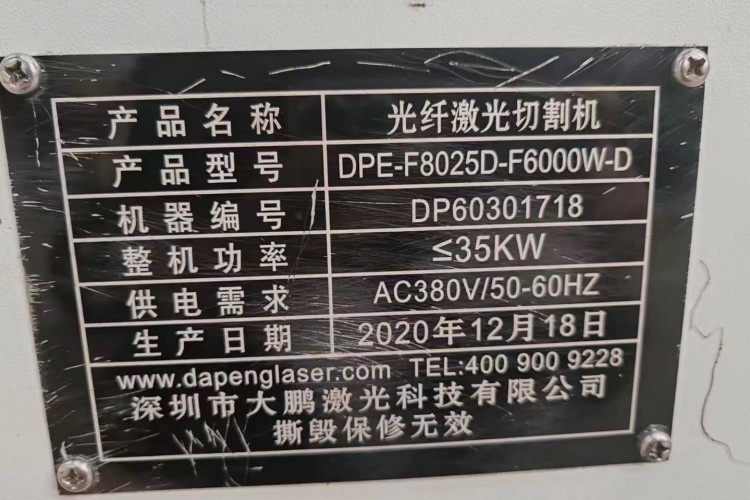 产品名称 光纤激光切割机
产品型号 DPE-F8025D-F6000W-D
机器编号 DP60301718
整机功率 ≤35KW
供电需求 AC380V/50-60HZ
生产日期 2020年12月18日
www.dapenglaser.com TEL:400 900 9228
深圳市大鹏激光科技有限公司
撕毁保修无效